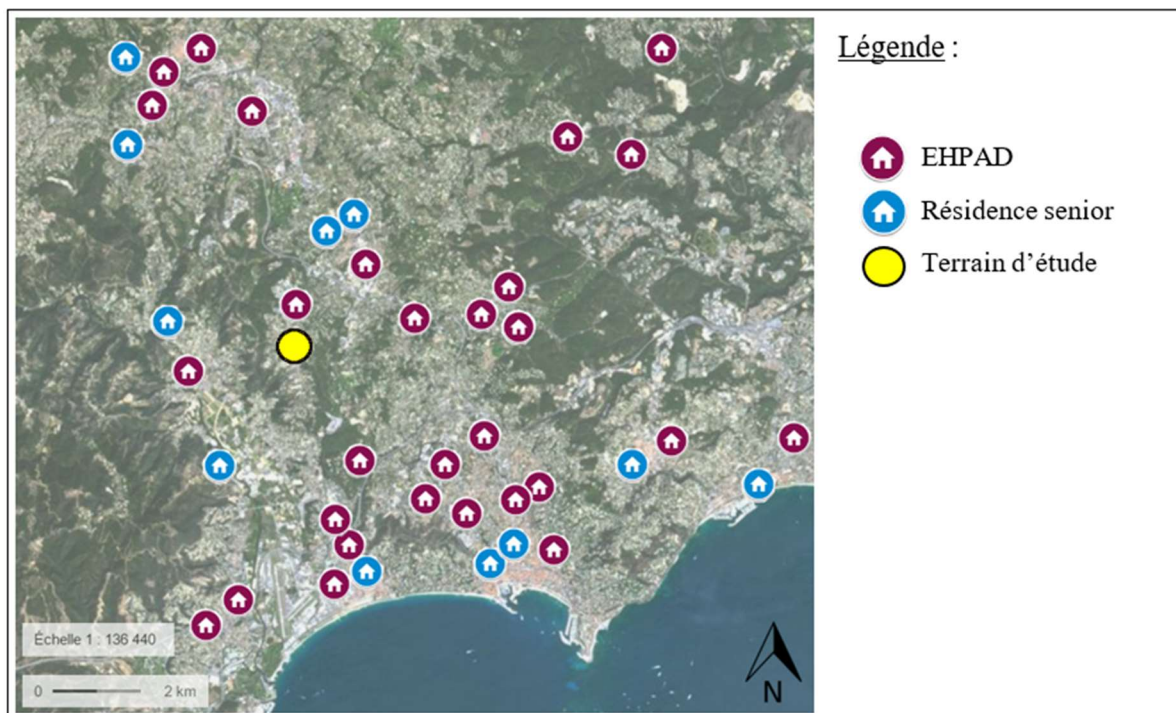 Légende :
EHPAD
Résidence senior
Terrain d'étude
Échelle 1 : 136 440
0 2 km
N